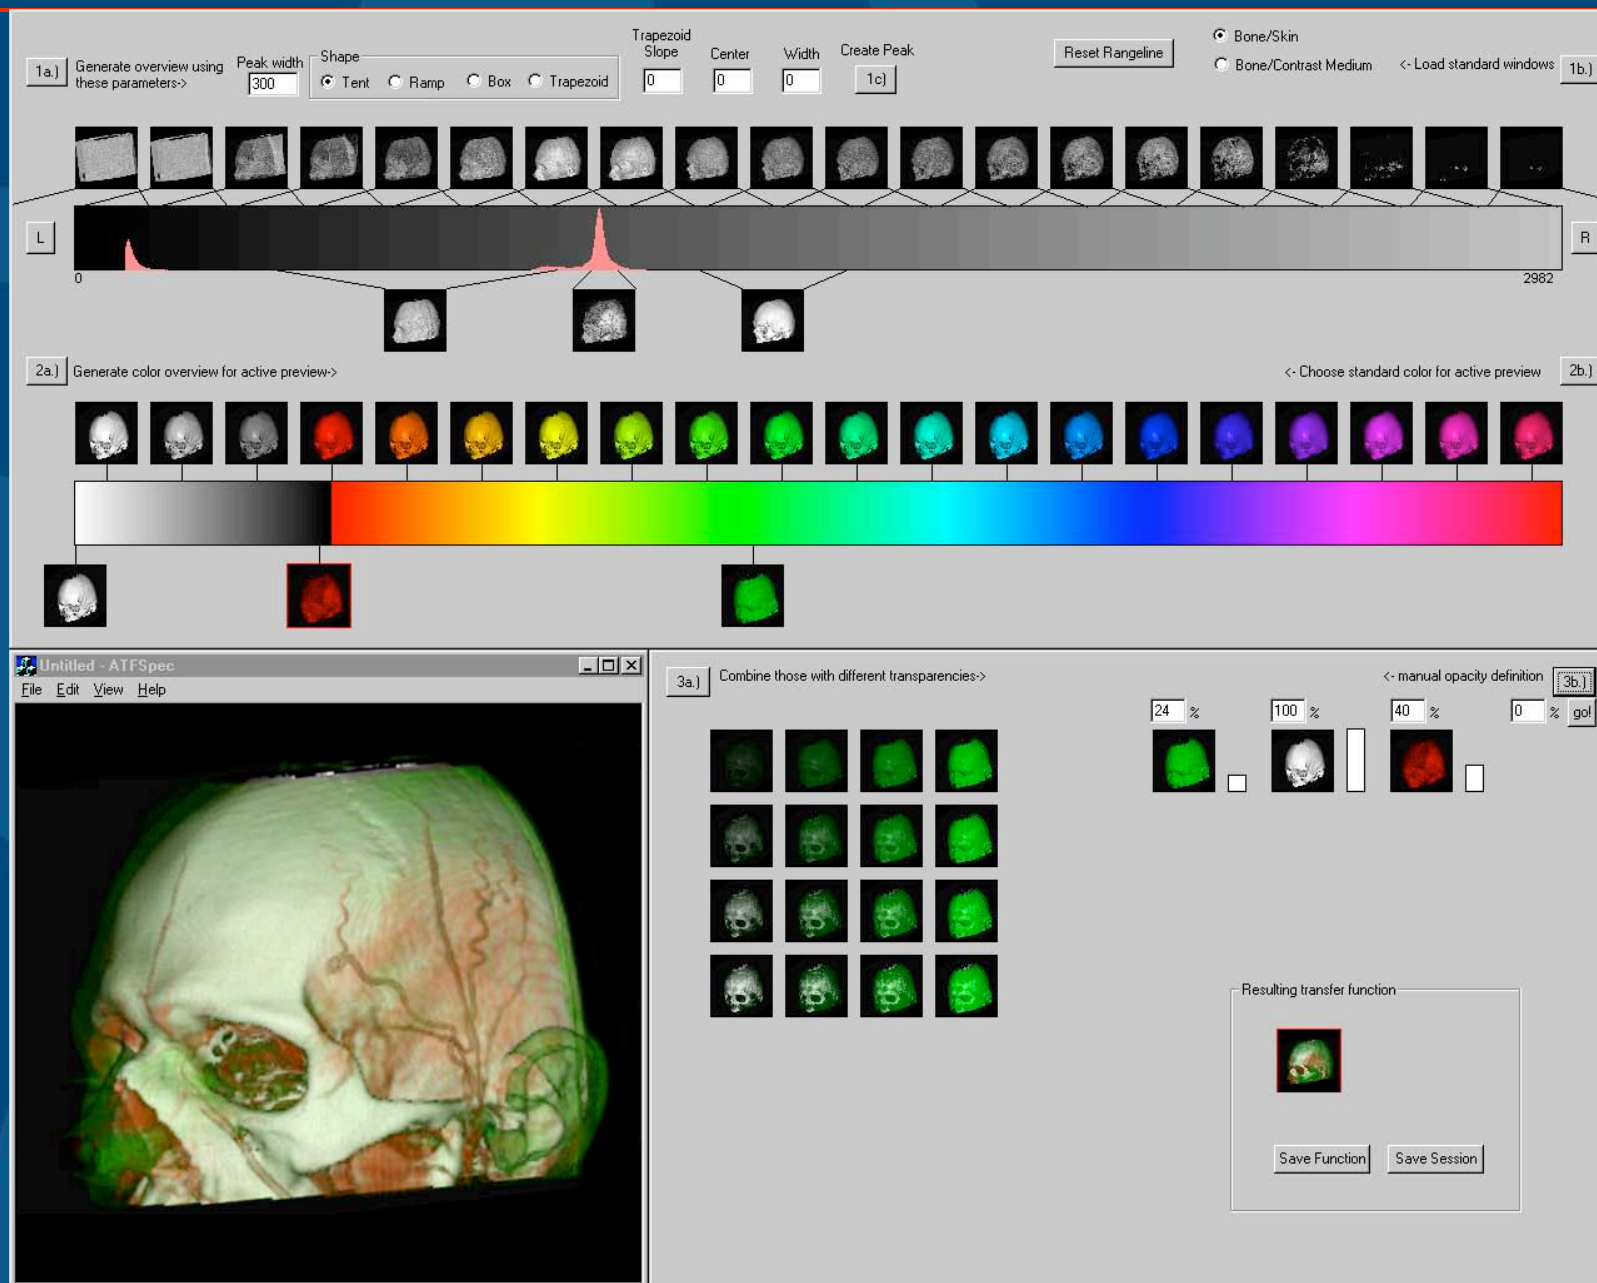 1a.)
Generate overview using
these parameters->
Peak width
300
Shape
Tent
Ramp
Box
Trapezoid
Trapezoid
Slope
0
Center
0
Width
0
Create Peak
1c)
Reset Rangeline
Bone/Skin
Bone/Contrast Medium
<- Load standard windows
1b.)
L
R
0
2982
2a.)
Generate color overview for active preview->
<- Choose standard color for active preview
2b.)
Untitled - ATFSpec
File Edit View Help
3a.)
Combine those with different transparencies->
<- manual opacity definition
3b.)
24 %
100 %
40 %
0 %
go!
Resulting transfer function
Save Function
Save Session